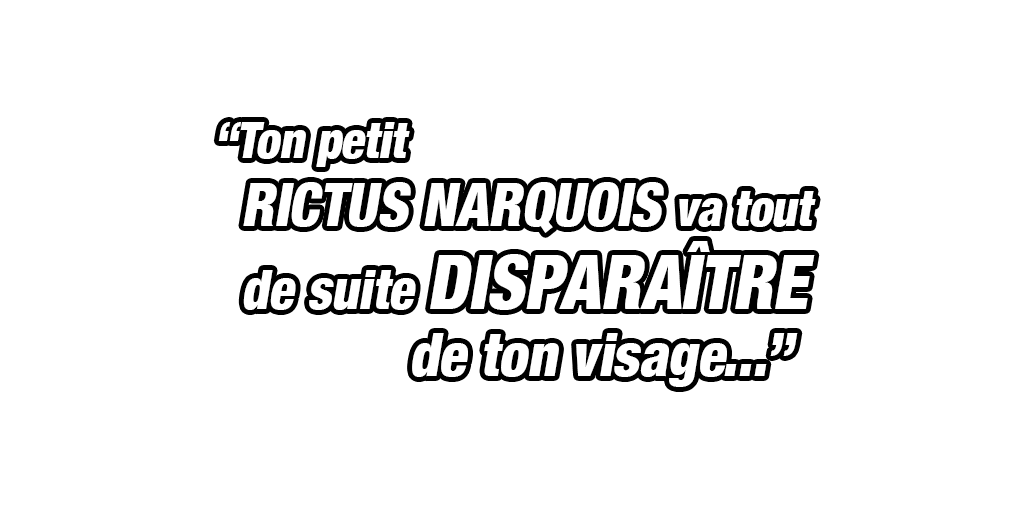 “Ton petit
RICTUS NARQUOIS va tout
de suite DISPARAÎTRE
de ton visage...”